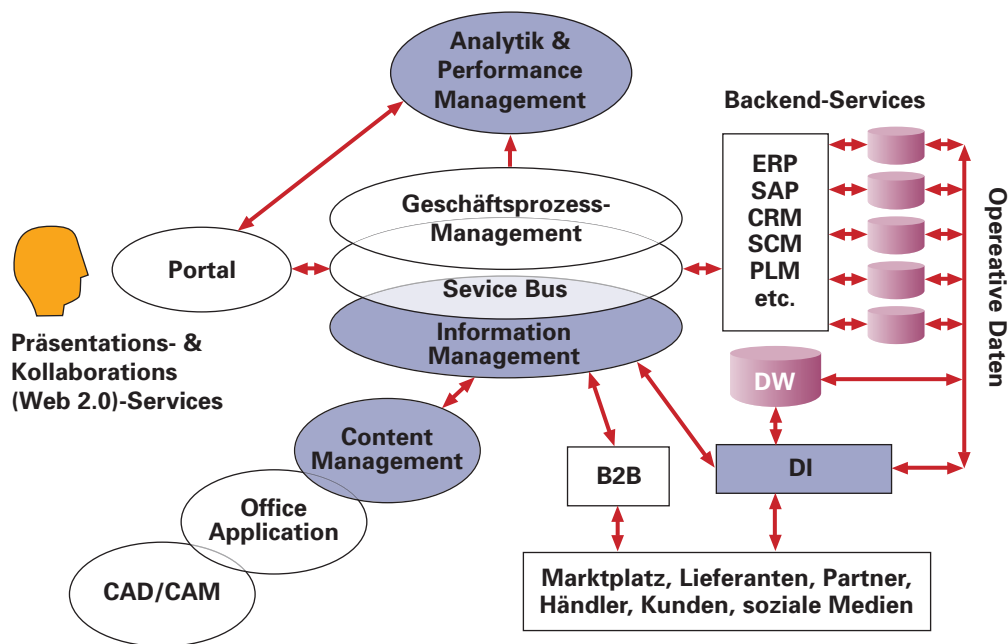 Analytik &
Performance
Management
Backend-Services
ERP
SAP
CRM
SCM
PLM
etc.
Opereative Daten
Geschäftsprozess-
Management
Portal
Sevice Bus
Information
Management
Präsentations- &
Kollaborations
(Web 2.0)-Services
DW
Content
Management
B2B
DI
Office
Application
CAD/CAM
Marktplatz, Lieferanten, Partner,
Händler, Kunden, soziale Medien